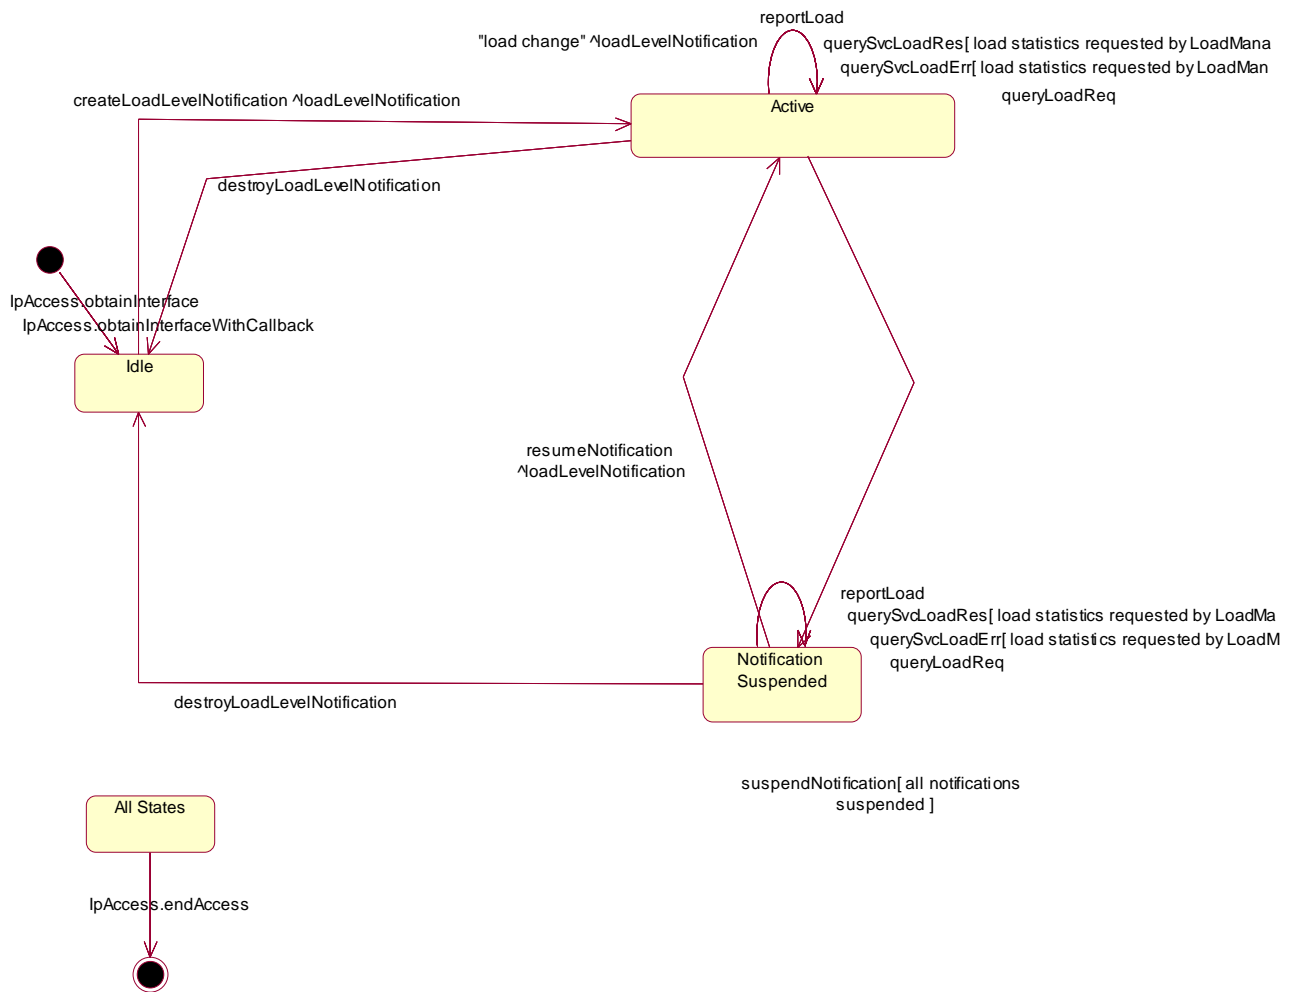 reportLoad
"load change" ^loadLevelNotification
querySvcLoadRes[ load statistics requested by LoadMana
querySvcLoadErr[ load statistics requested by LoadMan
queryLoadReq
createLoadLevelNotification ^loadLevelNotification
Active
destroyLoadLevelNotification
IpAccess.obtainInterface
IpAccess.obtainInterfaceWithCallback
Idle
resumeNotification
^loadLevelNotification
reportLoad
querySvcLoadRes[ load statistics requested by LoadMa
querySvcLoadErr[ load statistics requested by LoadM
queryLoadReq
Notification
Suspended
destroyLoadLevelNotification
suspendNotification[ all notifications
suspended ]
All States
IpAccess.endAccess